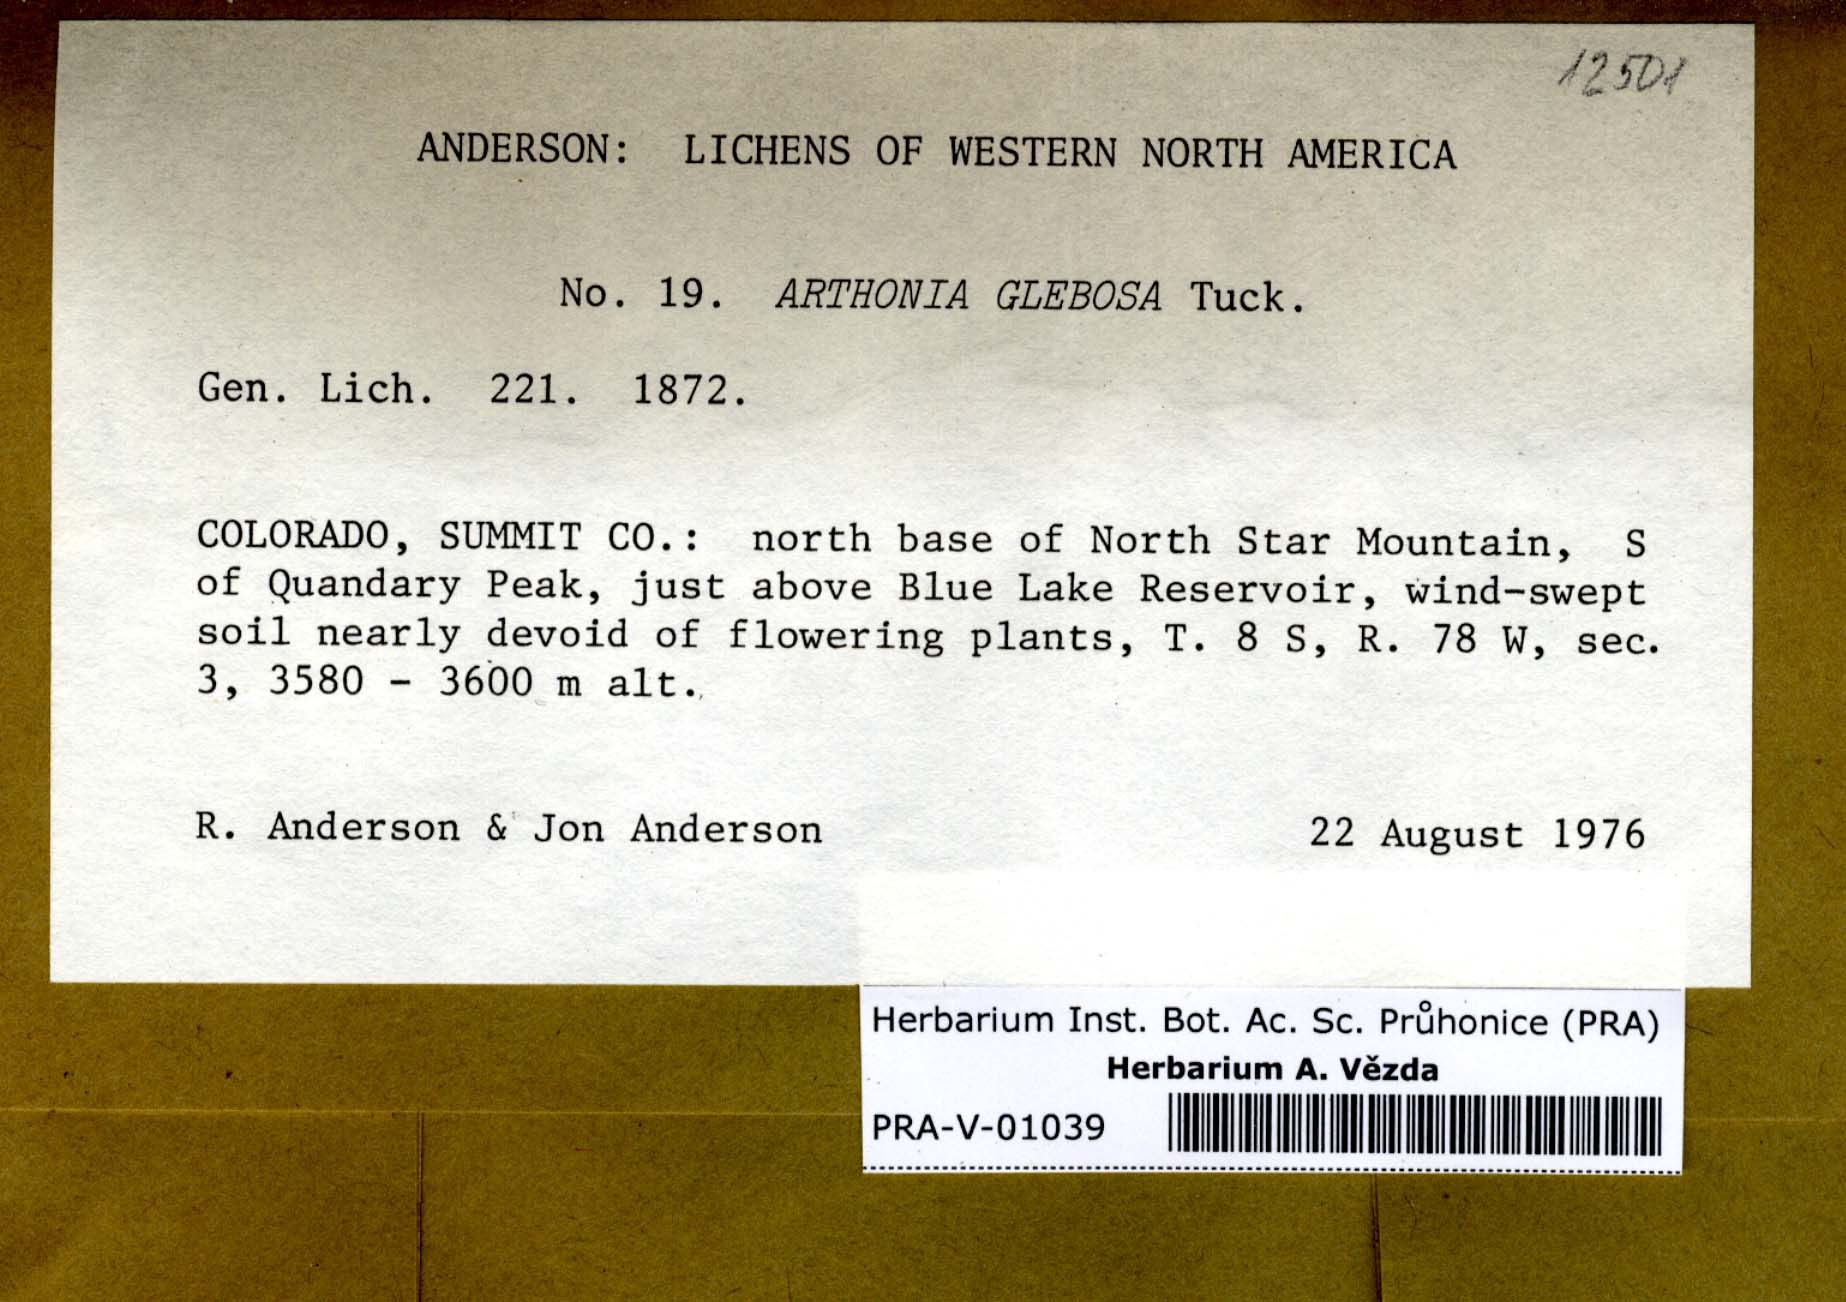 12501
ANDERSON: LICHENS OF WESTERN NORTH AMERICA
No. 19. ARTHONIA GLEBOSA Tuck.
Gen. Lich. 221. 1872.
COLORADO, SUMMIT CO.: north base of North Star Mountain, S
of Quandary Peak, just above Blue Lake Reservoir, wind-swept
soil nearly devoid of flowering plants, T. 8 S, R. 78 W, sec.
3, 3580 - 3600 m alt.
R. Anderson & Jon Anderson 22 August 1976
Herbarium Inst. Bot. Ac. Sc. Průhonice (PRA)
Herbarium A. Vězda
PRA-V-01039